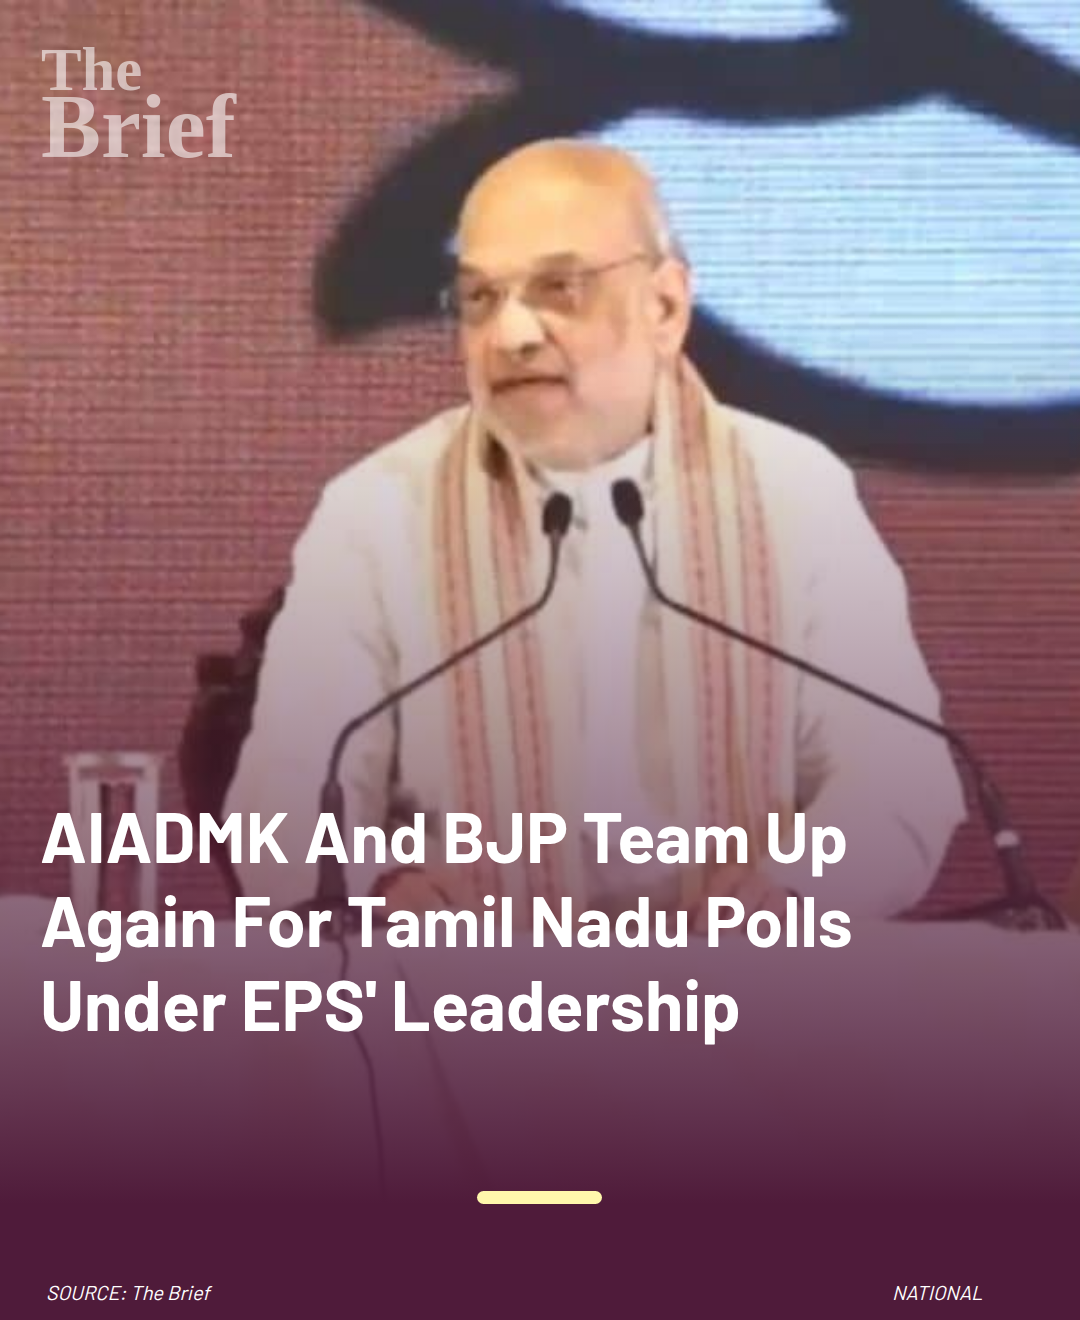 The
Brief
AIADMK And BJP Team Up
Again For Tamil Nadu Polls
Under EPS' Leadership
SOURCE: The Brief
NATIONAL